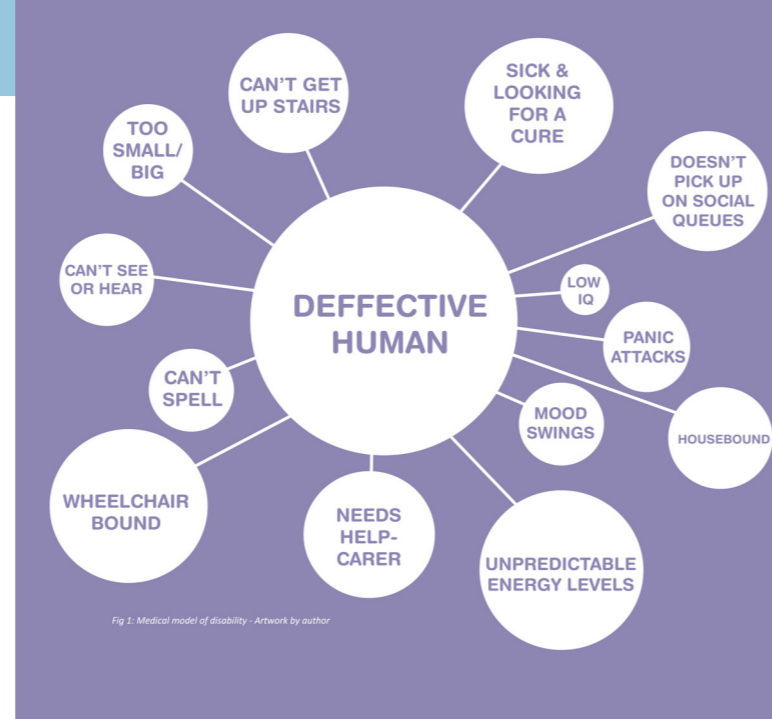 CAN'T GET
UP STAIRS
SICK &
LOOKING
FOR A
CURE
TOO
SMALL/
BIG
DOESN'T
PICK UP
ON SOCIAL
QUEUES
CAN'T SEE
OR HEAR
LOW
IQ
DEFFECTIVE
HUMAN
PANIC
ATTACKS
CAN'T
SPELL
MOOD
SWINGS
HOUSEBOUND
WHEELCHAIR
BOUND
NEEDS
HELP-
CARER
UNPREDICTABLE
ENERGY LEVELS
Fig 1: Medical model of disability - Artwork by author